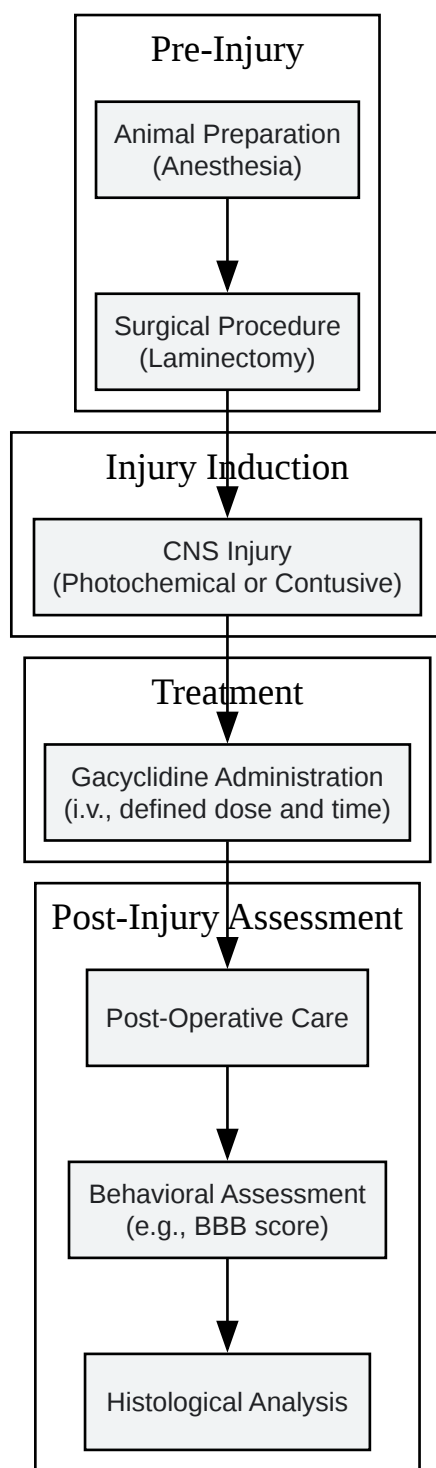 Pre-Injury
Animal Preparation
(Anesthesia)
Surgical Procedure
(Laminectomy)
Injury Induction
CNS Injury
(Photochemical or Contusive)
Treatment
Gacyclidine Administration
(i.v., defined dose and time)
Post-Injury Assessment
Post-Operative Care
Behavioral Assessment
(e.g., BBB score)
Histological Analysis